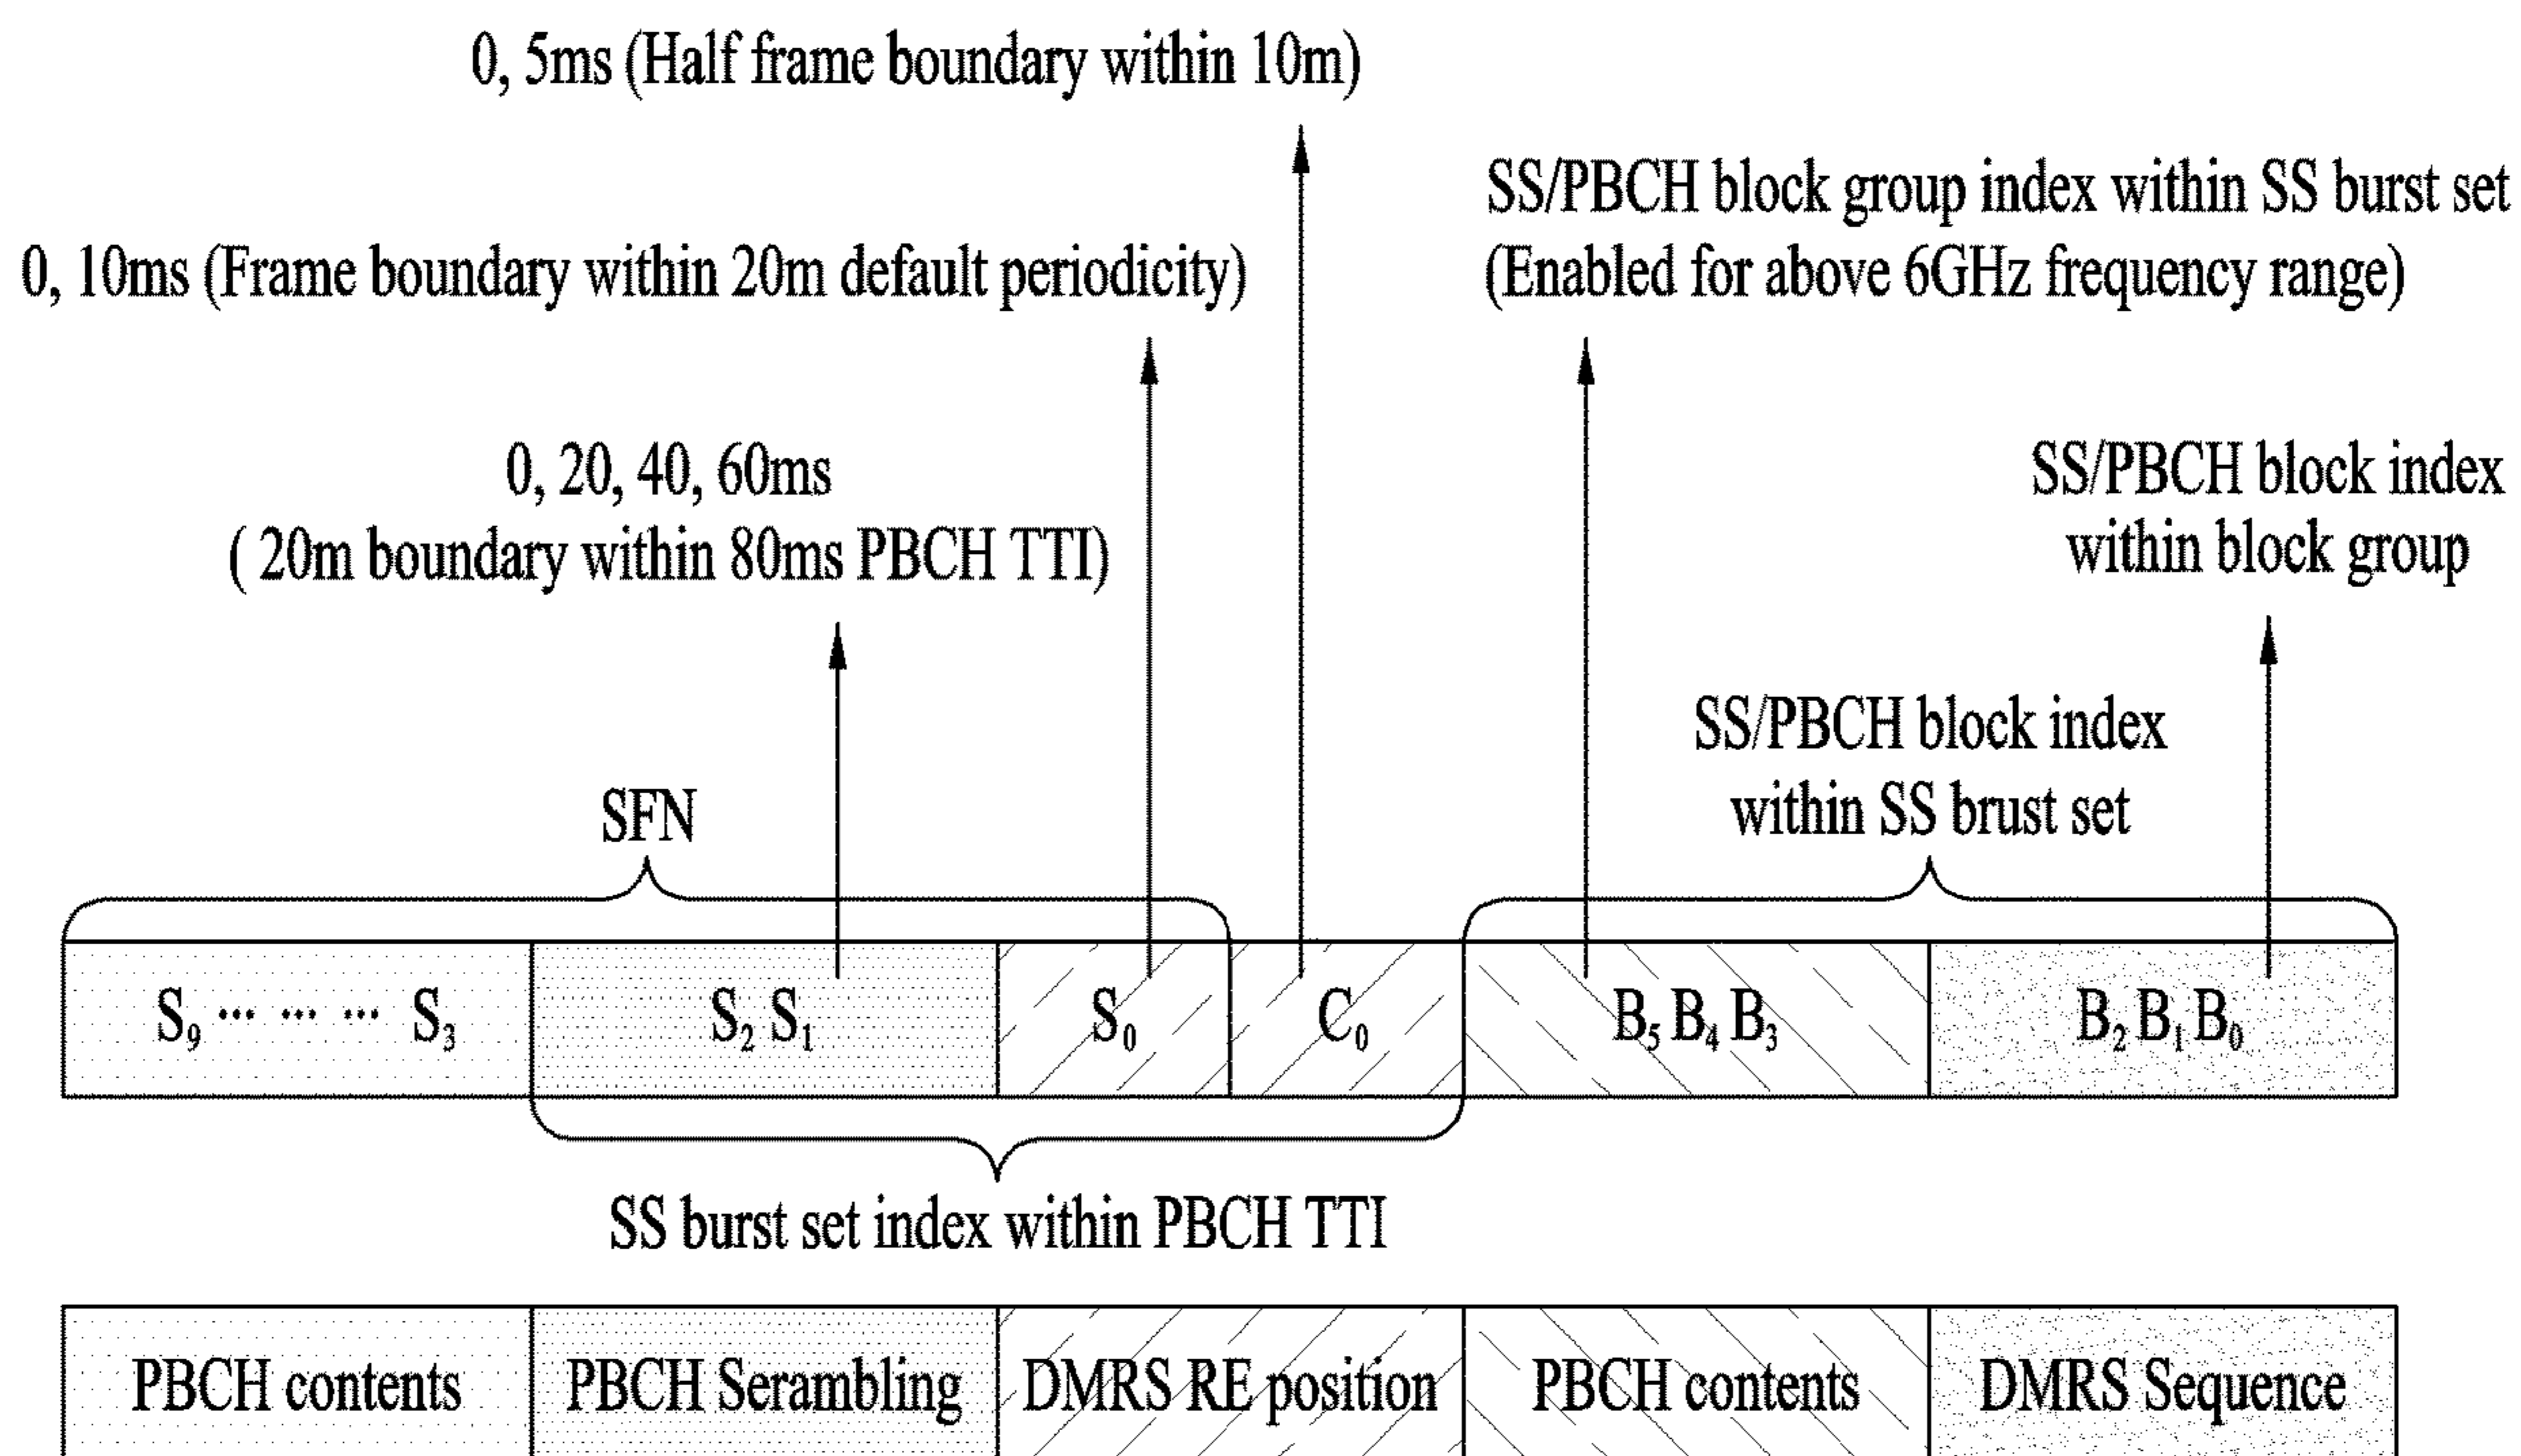 0, 5ms (Half frame boundary within 10m)
SS/PBCH block group index within SS burst set
(Enabled for above 6GHz frequency range)
0, 10ms (Frame boundary within 20m default periodicity)
0, 20, 40, 60ms
( 20m boundary within 80ms PBCH TTI)
SS/PBCH block index
within block group
SS/PBCH block index
within SS brust set
SFN
S₉ ··· ··· ··· S₃ S₂ S₁ S₀ C₀ B₅ B₄ B₃ B₂ B₁ B₀
SS burst set index within PBCH TTI
PBCH contents PBCH Serambling DMRS RE position PBCH contents DMRS Sequence